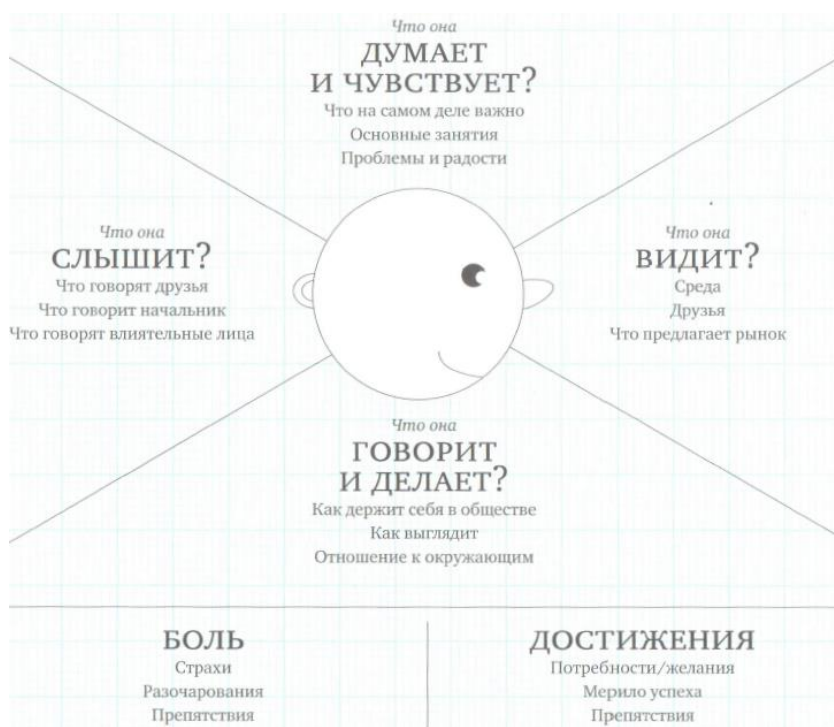 Что она
ДУМАЕТ
И ЧУВСТВУЕТ?
Что на самом деле важно
Основные занятия
Проблемы и радости
Что она
СЛЫШИТ?
Что говорят друзья
Что говорит начальник
Что говорят влиятельные лица
Что она
ВИДИТ?
Среда
Друзья
Что предлагает рынок
Что она
ГОВОРИТ
И ДЕЛАЕТ?
Как держит себя в обществе
Как выглядит
Отношение к окружающим
БОЛЬ
Страхи
Разочарования
Препятствия
ДОСТИЖЕНИЯ
Потребности/желания
Мерило успеха
Препятствия